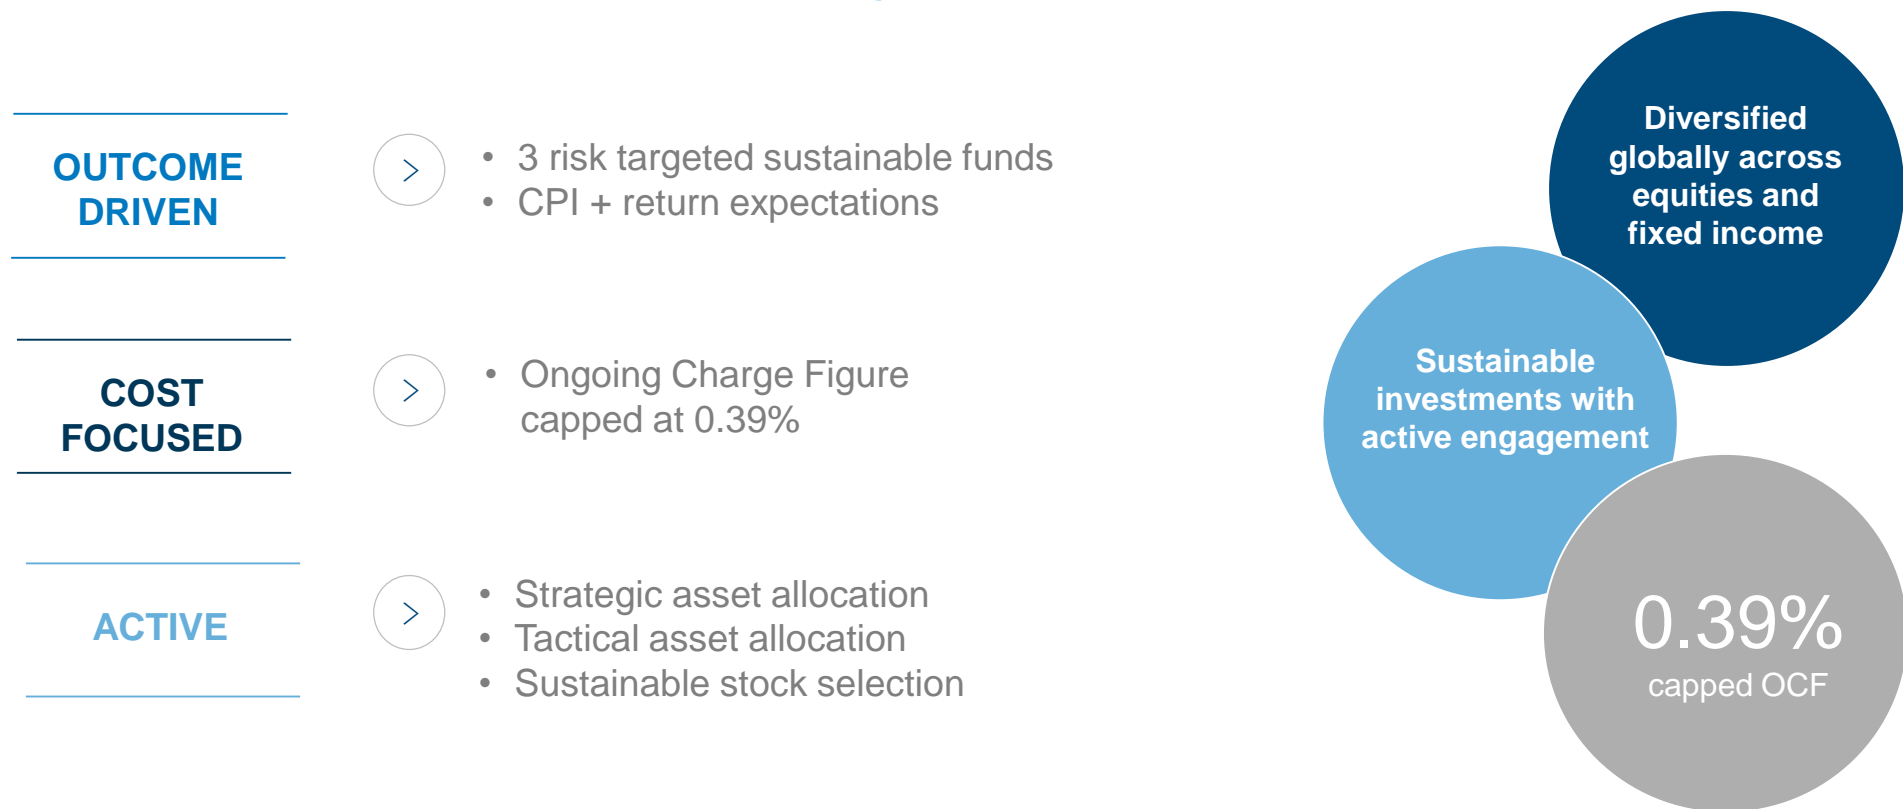 OUTCOME
DRIVEN
• 3 risk targeted sustainable funds
• CPI + return expectations
COST
FOCUSED
• Ongoing Charge Figure
capped at 0.39%
ACTIVE
• Strategic asset allocation
• Tactical asset allocation
• Sustainable stock selection
Diversified
globally across
equities and
fixed income
Sustainable
investments with
active engagement
0.39%
capped OCF